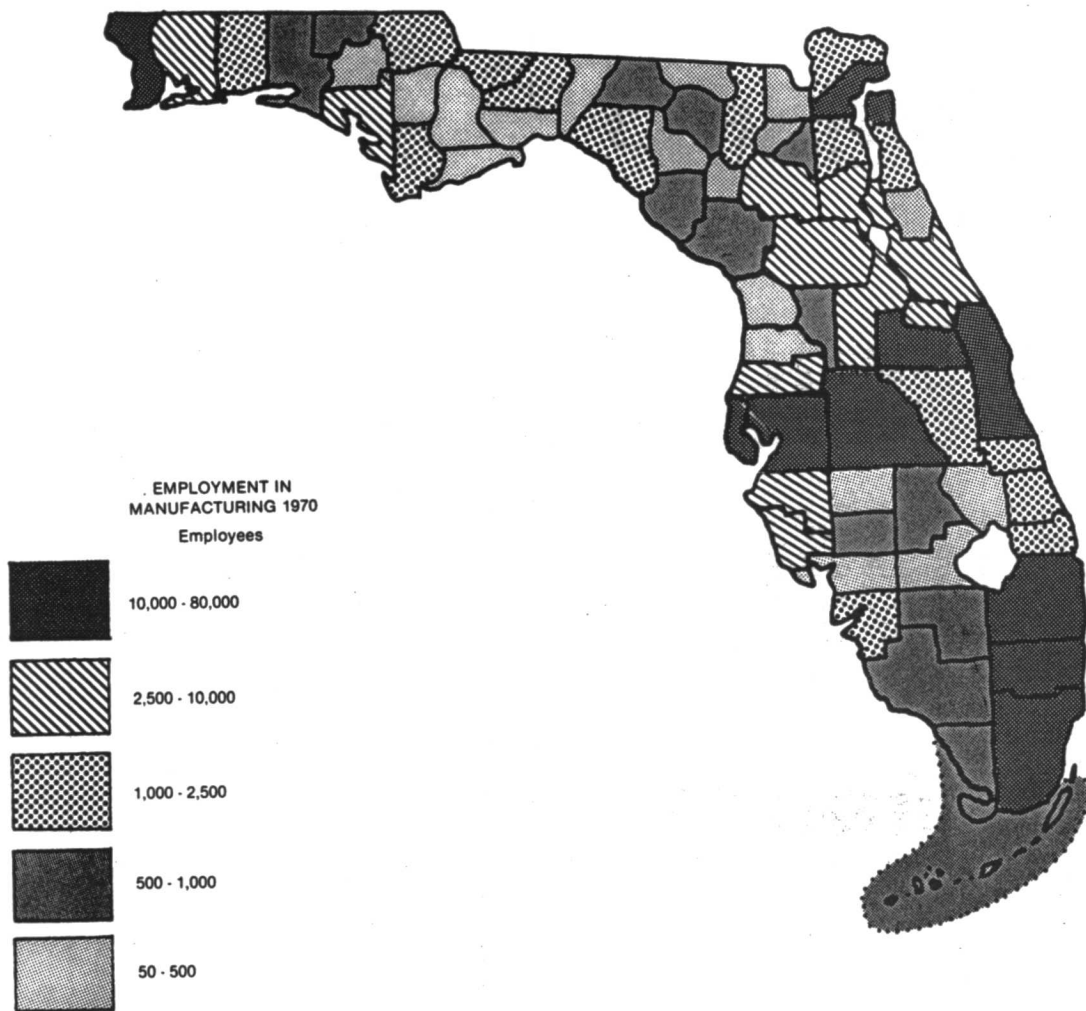 EMPLOYMENT IN
MANUFACTURING 1970
Employees
10,000 - 80,000
2,500 - 10,000
1,000 - 2,500
500 - 1,000
50 - 500